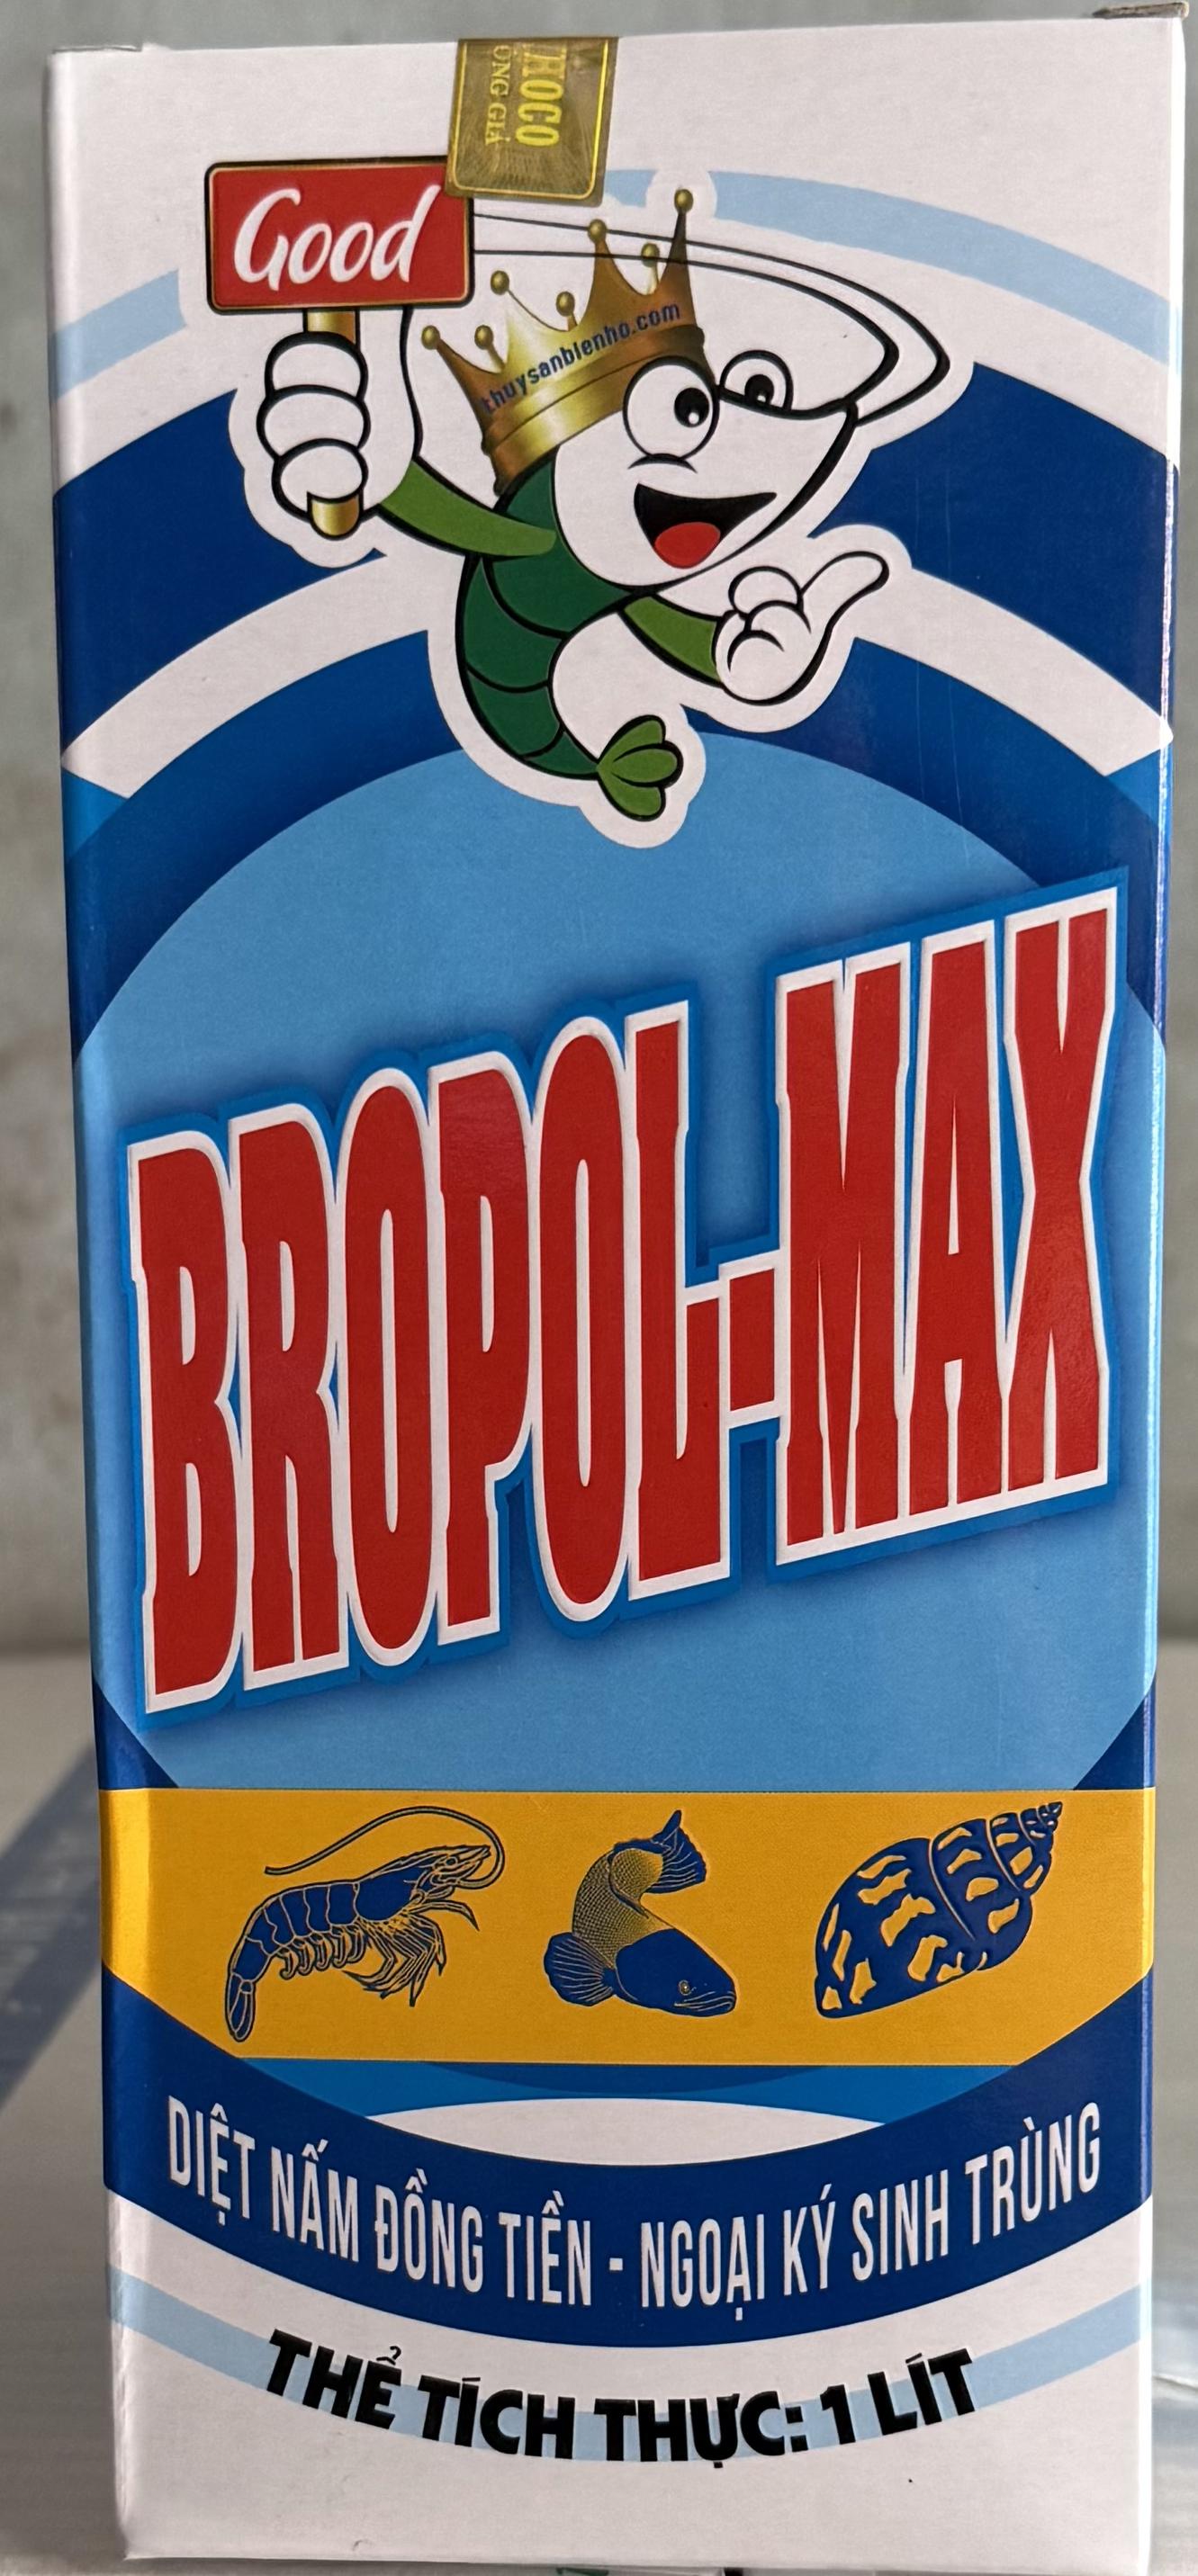 Good
thuysanbienho.com
BROPOL-MAX
DIỆT NẤM ĐỒNG TIỀN - NGOẠI KÝ SINH TRÙNG
THỂ TÍCH THỰC: 1 LÍT